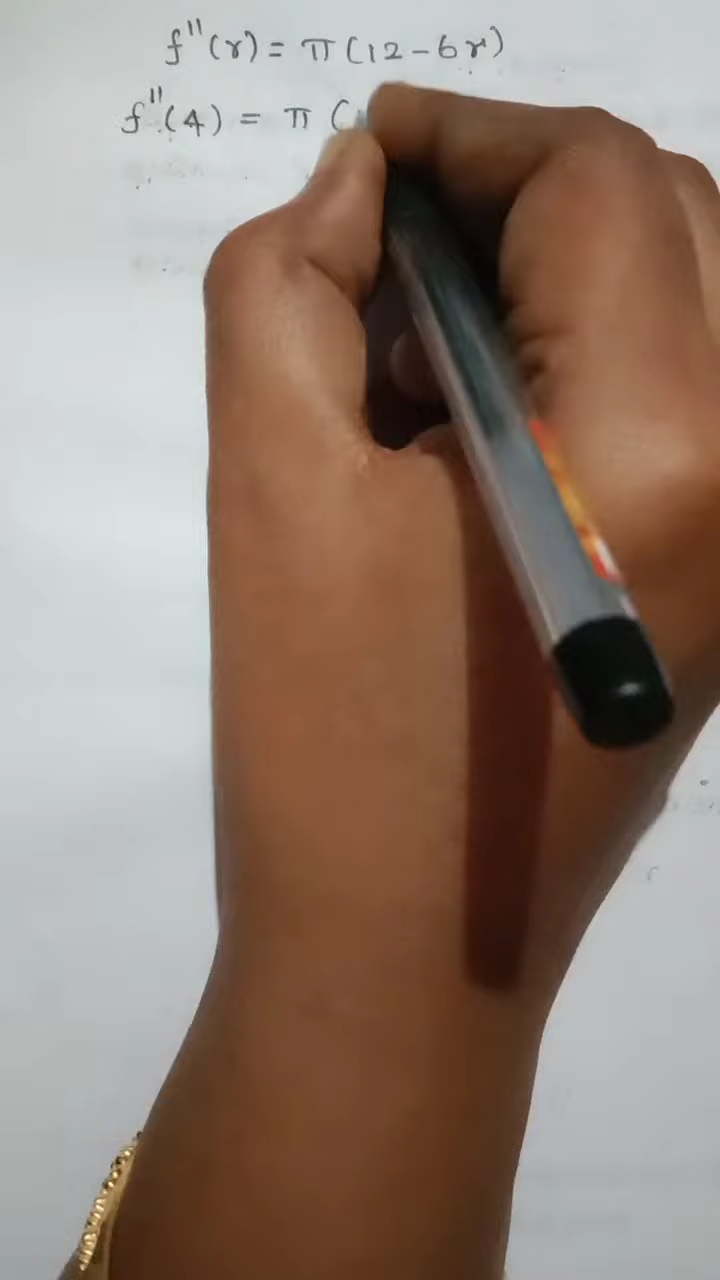 f''(r) = π(12-6r)
f''(4) = π(